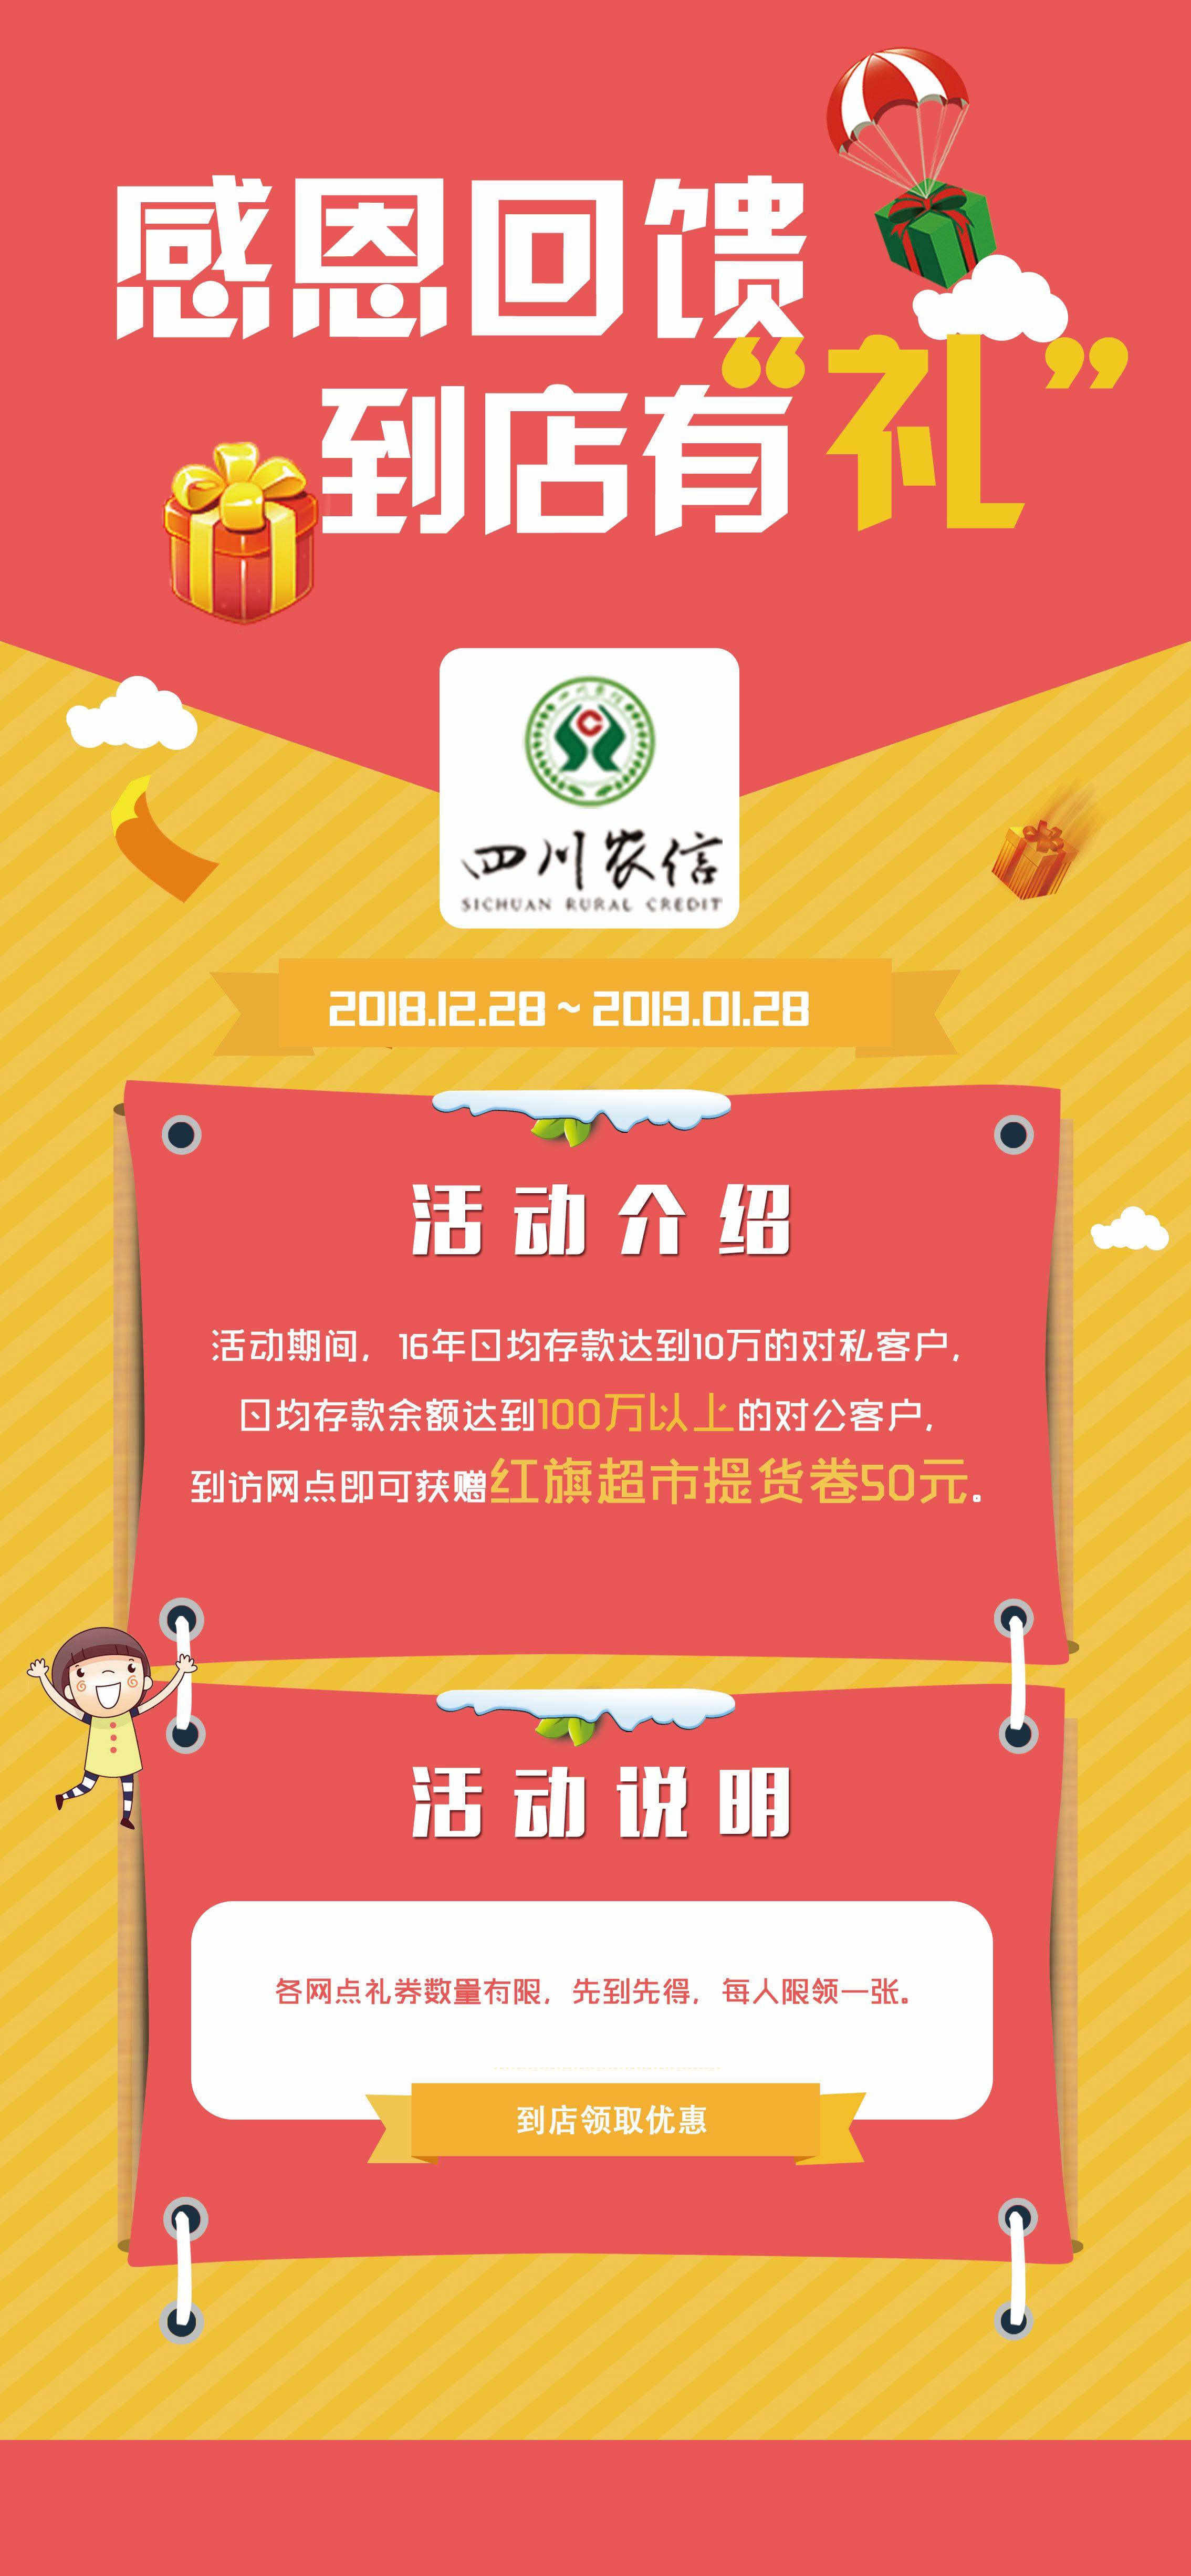 感恩回馈
到店有“礼”
四川农信
SICHUAN RURAL CREDIT
2018.12.28 ~ 2019.01.28
活动介绍
活动期间，16年日均存款达到10万的对私客户，
日均存款余额达到100万以上的对公客户，
到访网点即可获赠红旗超市提货卷50元。
活动说明
各网点礼券数量有限，先到先得，每人限领一张。
到店领取优惠